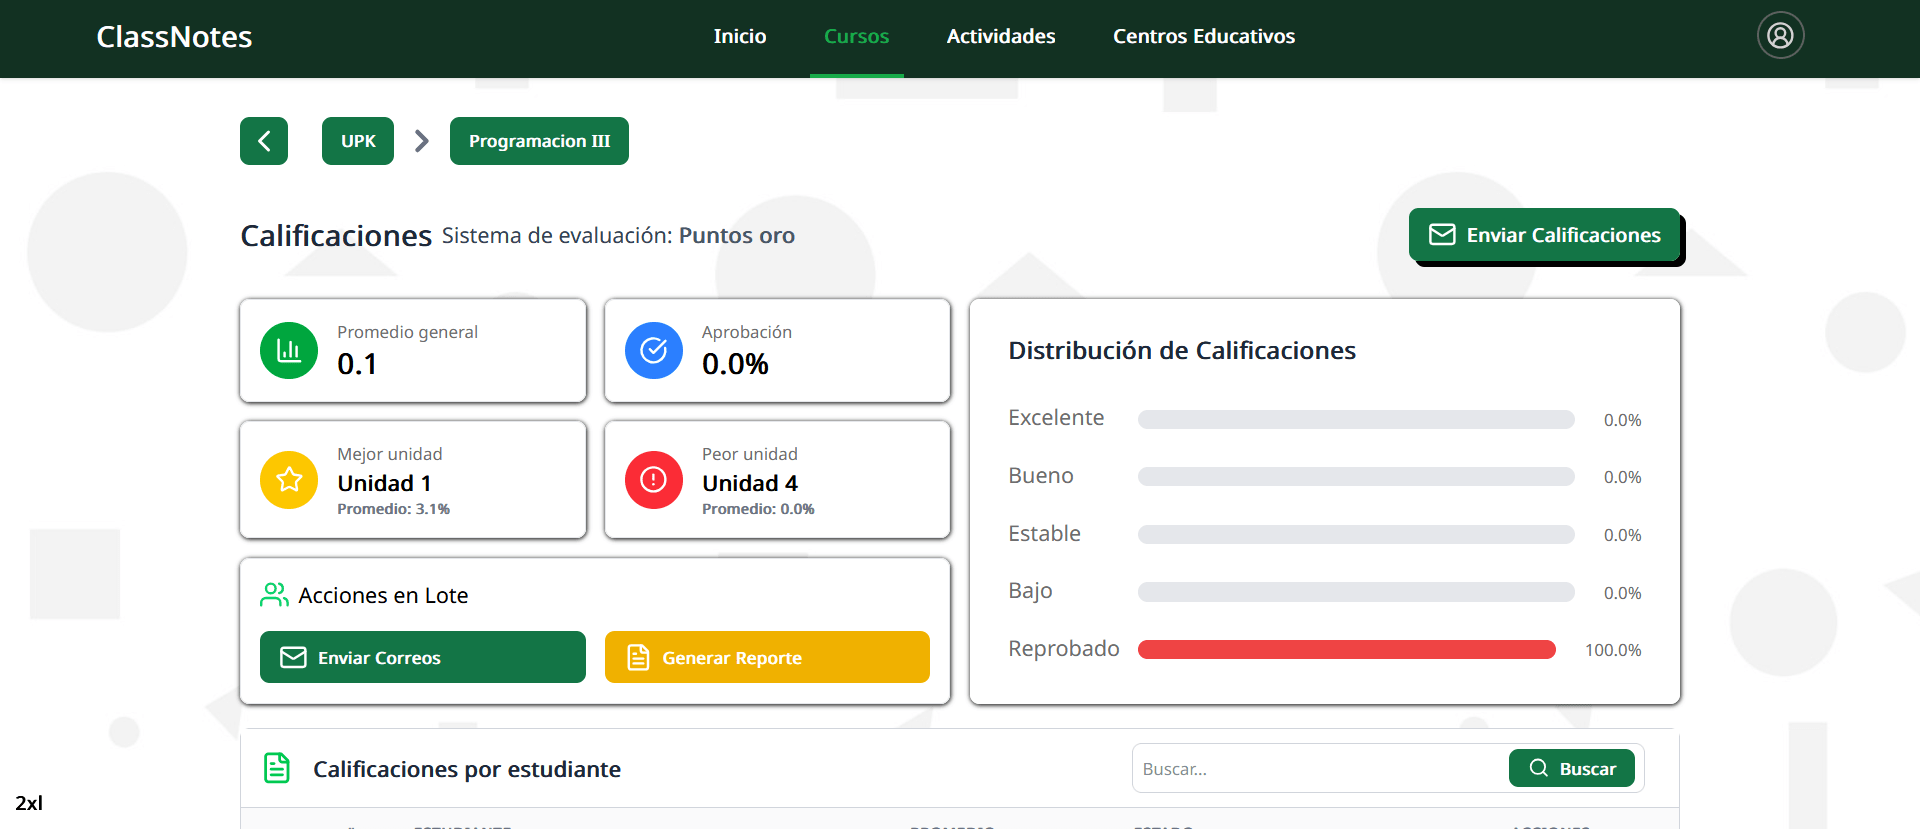 ClassNotes
Inicio
Cursos
Actividades
Centros Educativos
UPK
Programacion III
Calificaciones
Sistema de evaluación: Puntos oro
Enviar Calificaciones
Promedio general
0.1
Aprobación
0.0%
Mejor unidad
Unidad 1
Promedio: 3.1%
Peor unidad
Unidad 4
Promedio: 0.0%
Acciones en Lote
Enviar Correos
Generar Reporte
Distribución de Calificaciones
Excelente 0.0%
Bueno 0.0%
Estable 0.0%
Bajo 0.0%
Reprobado 100.0%
Calificaciones por estudiante
Buscar...
Buscar
2xl